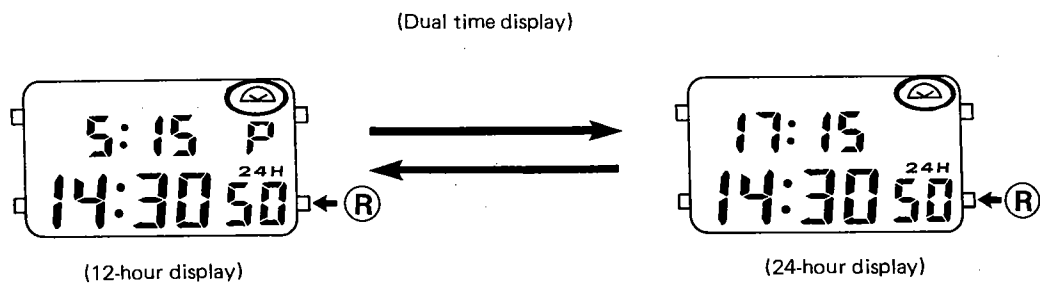 (Dual time display)
5:15 P
24H
14:30 50
R
(12-hour display)
17:15
24H
14:30 50
R
(24-hour display)